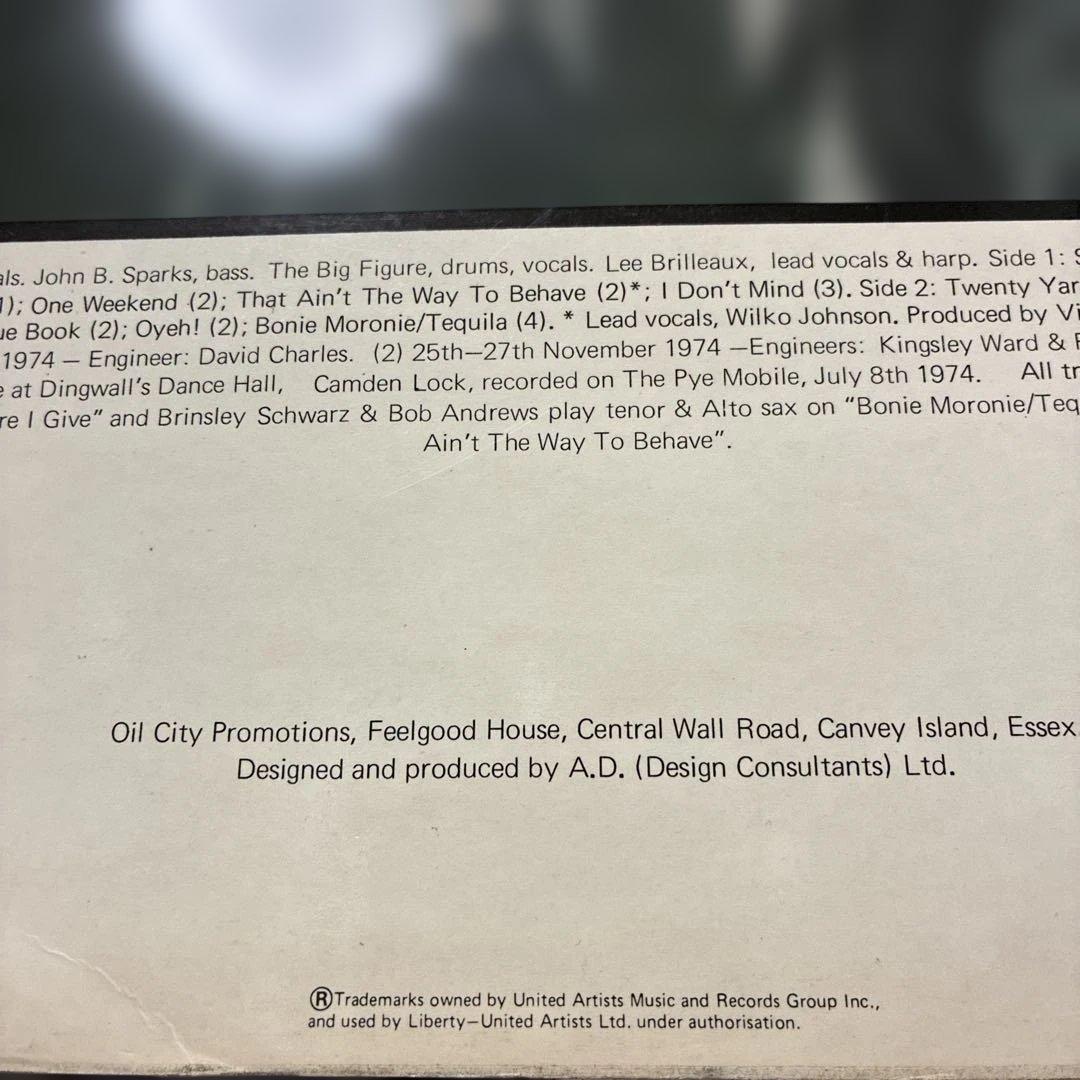 John B. Sparks, bass. The Big Figure, drums, vocals. Lee Brilleaux, lead vocals & harp. Side 1:
One Weekend (2); That Ain't The Way To Behave (2)*; I Don't Mind (3). Side 2: Twenty
Book (2); Oyeh! (2); Bonie Moronie/Tequila (4). * Lead vocals, Wilko Johnson. Produced by
1974 — Engineer: David Charles. (2) 25th—27th November 1974 —Engineers: Kingsley Ward &
at Dingwall's Dance Hall, Camden Lock, recorded on The Pye Mobile, July 8th 1974. All
I Give" and Brinsley Schwarz & Bob Andrews play tenor & Alto sax on "Bonie Moronie/
Ain't The Way To Behave".
Oil City Promotions, Feelgood House, Central Wall Road, Canvey Island, Essex
Designed and produced by A.D. (Design Consultants) Ltd.
®Trademarks owned by United Artists Music and Records Group Inc.,
and used by Liberty—United Artists Ltd. under authorisation.